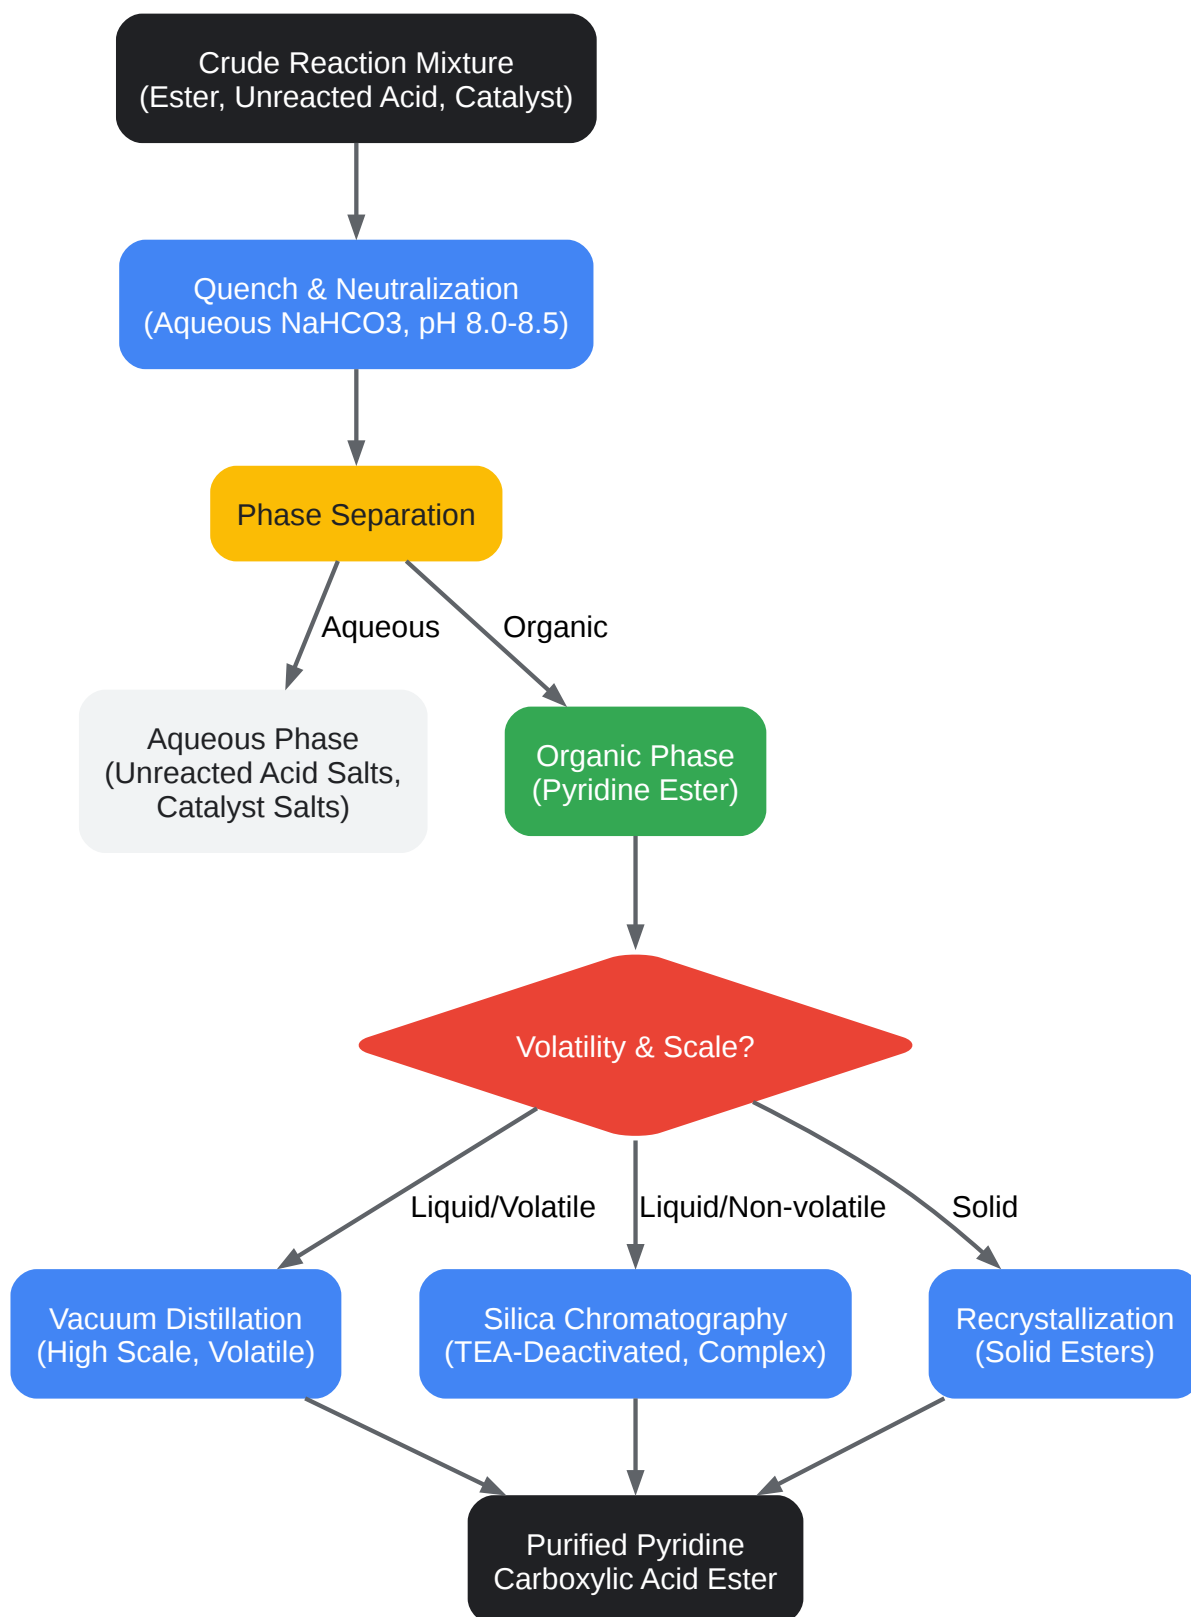 Crude Reaction Mixture
(Ester, Unreacted Acid, Catalyst)
Quench & Neutralization
(Aqueous NaHCO3, pH 8.0-8.5)
Phase Separation
Aqueous
Organic
Aqueous Phase
(Unreacted Acid Salts,
Catalyst Salts)
Organic Phase
(Pyridine Ester)
Volatility & Scale?
Liquid/Volatile
Liquid/Non-volatile
Solid
Vacuum Distillation
(High Scale, Volatile)
Silica Chromatography
(TEA-Deactivated, Complex)
Recrystallization
(Solid Esters)
Purified Pyridine
Carboxylic Acid Ester